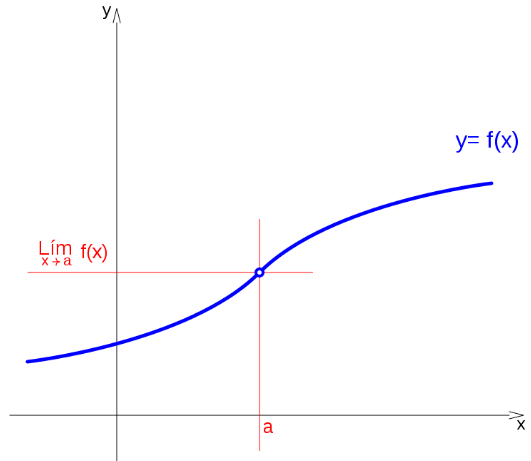 y
y= f(x)
Lím f(x)
x→a
a
x